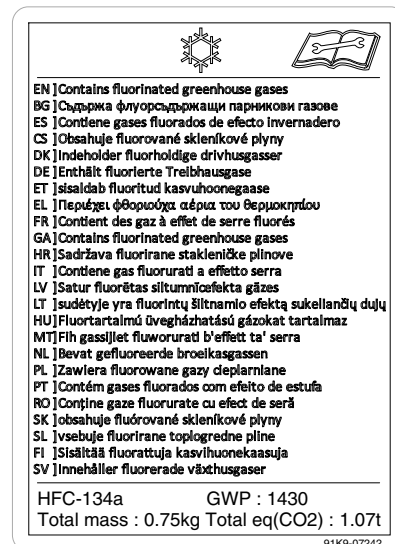 EN ]Contains fluorinated greenhouse gases
BG ]Съдържа флуорсъдържащи парникови газове
ES ]Contiene gases fluorados de efecto invernadero
CS ]Obsahuje fluorované skleníkové plyny
DK ]Indeholder fluorholdige drivhusgasser
DE ]Enthält fluorierte Treibhausgase
ET ]sisaldab fluoritud kasvuhoonegaase
EL ]Περιέχει φθοριούχα αέρια του θερμοκηπίου
FR ]Contient des gaz à effet de serre fluorés
GA]Contains fluorinated greenhouse gases
HR]Sadržava fluorirane stakleničke plinove
IT ]Contiene gas fluorurati a effetto serra
LV ]Satur fluorētas siltumnīcefekta gāzes
LT ]sudėtyje yra fluorintų šiltnamio efektą sukeliančių dujų
HU]Fluortartalmú üvegházhatású gázokat tartalmaz
MT]Fih gassijiet fluworurati b'effett ta' serra
NL ]Bevat gefluoreerde broeikasgassen
PL ]Zawiera fluorowane gazy cieplarniane
PT ]Contém gases fluorados com efeito de estufa
RO ]Conține gaze fluorurate cu efect de seră
SK ]obsahuje fluórované skleníkové plyny
SL ]vsebuje fluorirane toplogredne pline
FI ]Sisältää fluorattuja kasvihuonekaasuja
SV ]Innehåller fluorerade växthusgaser
HFC-134a GWP : 1430
Total mass : 0.75kg Total eq(CO2) : 1.07t
91K9-07242